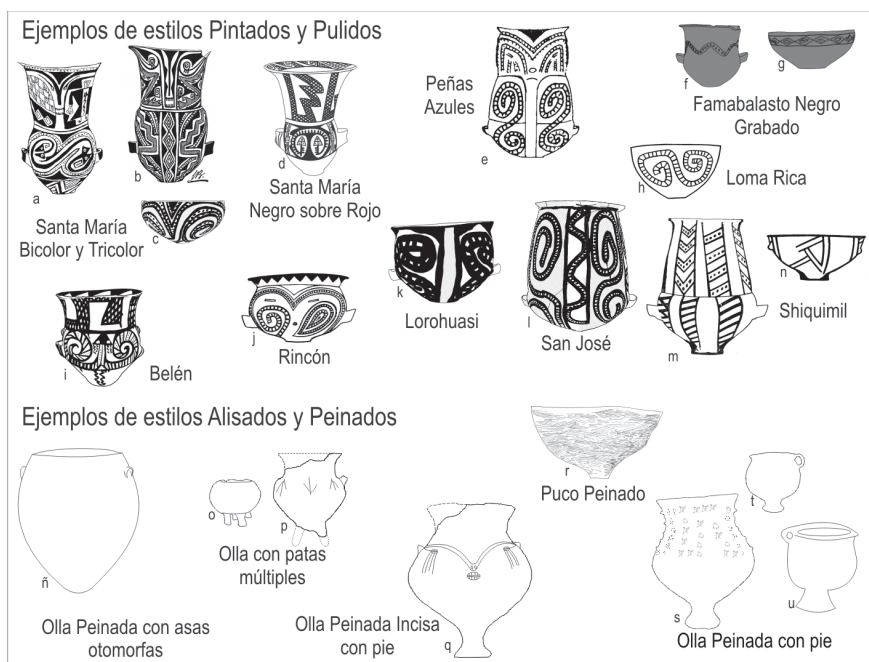 Ejemplos de estilos Pintados y Pulidos
a
b
Santa María
Bicolor y Tricolor
c
d
Santa María
Negro sobre Rojo
Peñas
Azules
e
f
g
Famabalasto Negro
Grabado
h
Loma Rica
i
Belén
j
Rincón
k
Lorohuasi
l
San José
m
n
Shiquimil
Ejemplos de estilos Alisados y Peinados
ñ
Olla Peinada con asas
otomorfas
o
p
Olla con patas
múltiples
Olla Peinada Incisa
con pie
q
r
Puco Peinado
s
t
u
Olla Peinada con pie